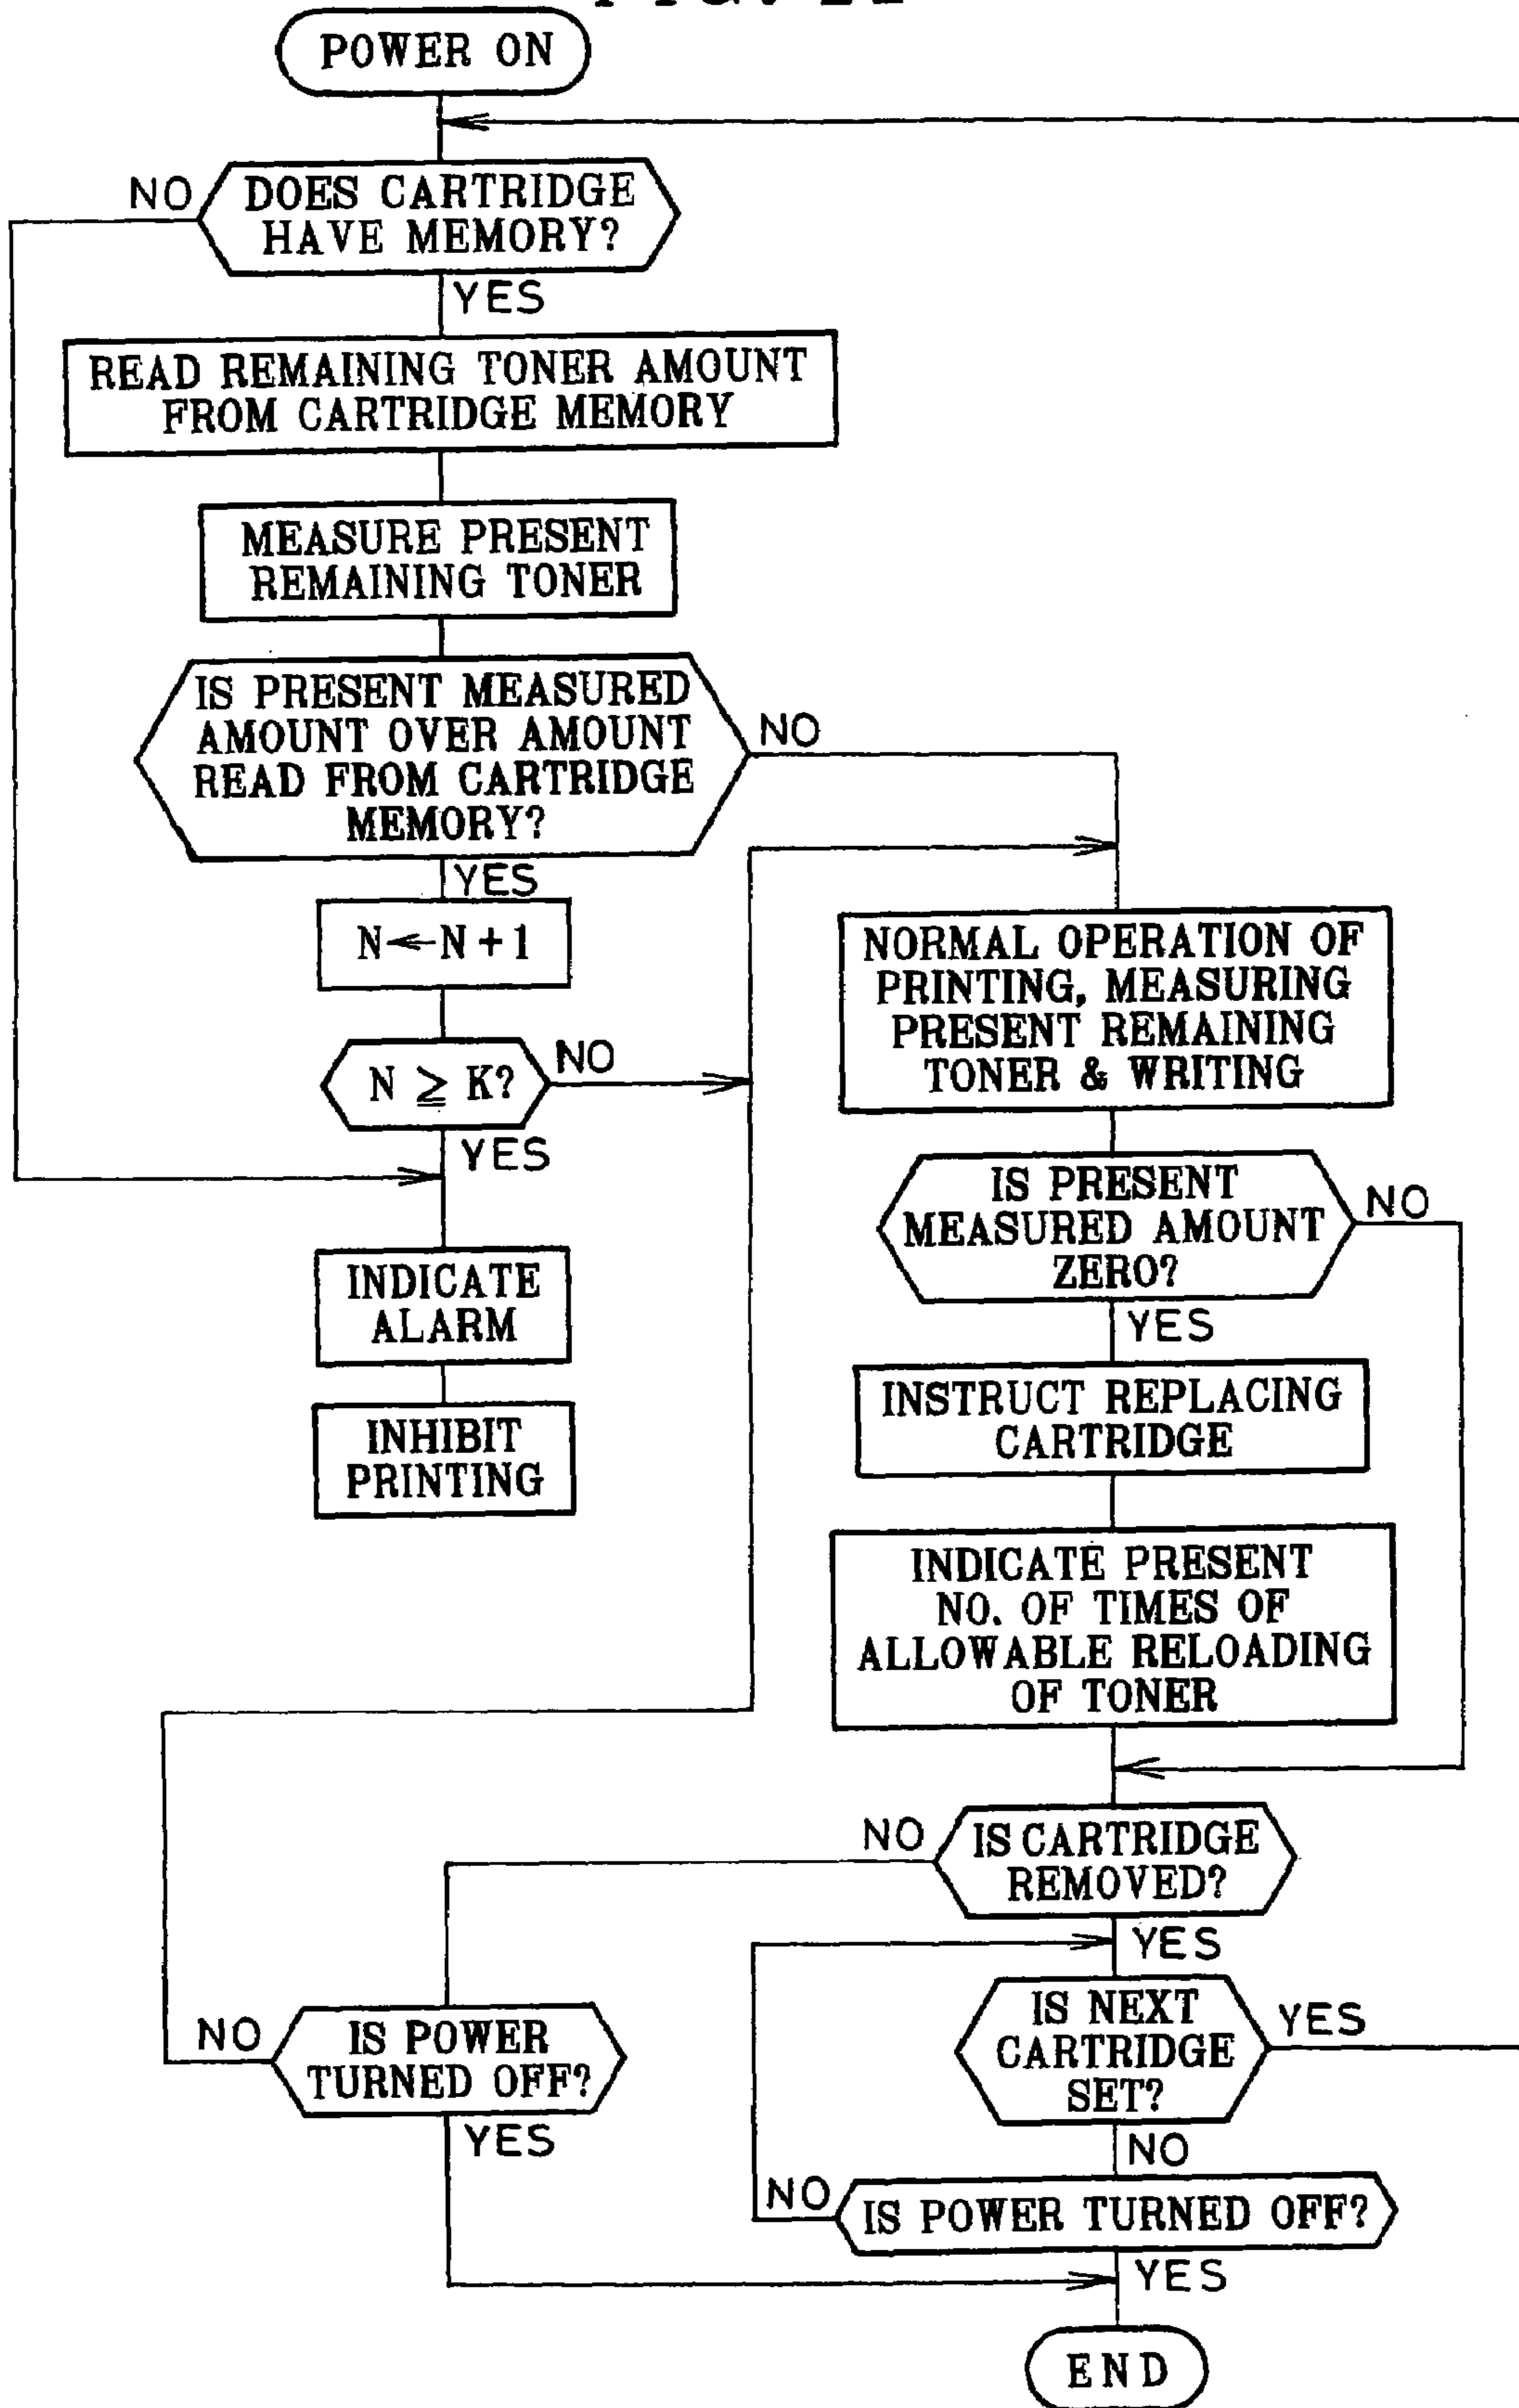 POWER ON
NO
DOES CARTRIDGE
HAVE MEMORY?
YES
READ REMAINING TONER AMOUNT
FROM CARTRIDGE MEMORY
MEASURE PRESENT
REMAINING TONER
IS PRESENT MEASURED
AMOUNT OVER AMOUNT
READ FROM CARTRIDGE
MEMORY?
NO
YES
N←N+1
N ≧ K?
NO
YES
INDICATE
ALARM
INHIBIT
PRINTING
NORMAL OPERATION OF
PRINTING, MEASURING
PRESENT REMAINING
TONER & WRITING
IS PRESENT
MEASURED AMOUNT
ZERO?
NO
YES
INSTRUCT REPLACING
CARTRIDGE
INDICATE PRESENT
NO. OF TIMES OF
ALLOWABLE RELOADING
OF TONER
NO
IS CARTRIDGE
REMOVED?
YES
IS NEXT
CARTRIDGE
SET?
YES
NO
NO
IS POWER
TURNED OFF?
YES
NO
IS POWER TURNED OFF?
YES
END